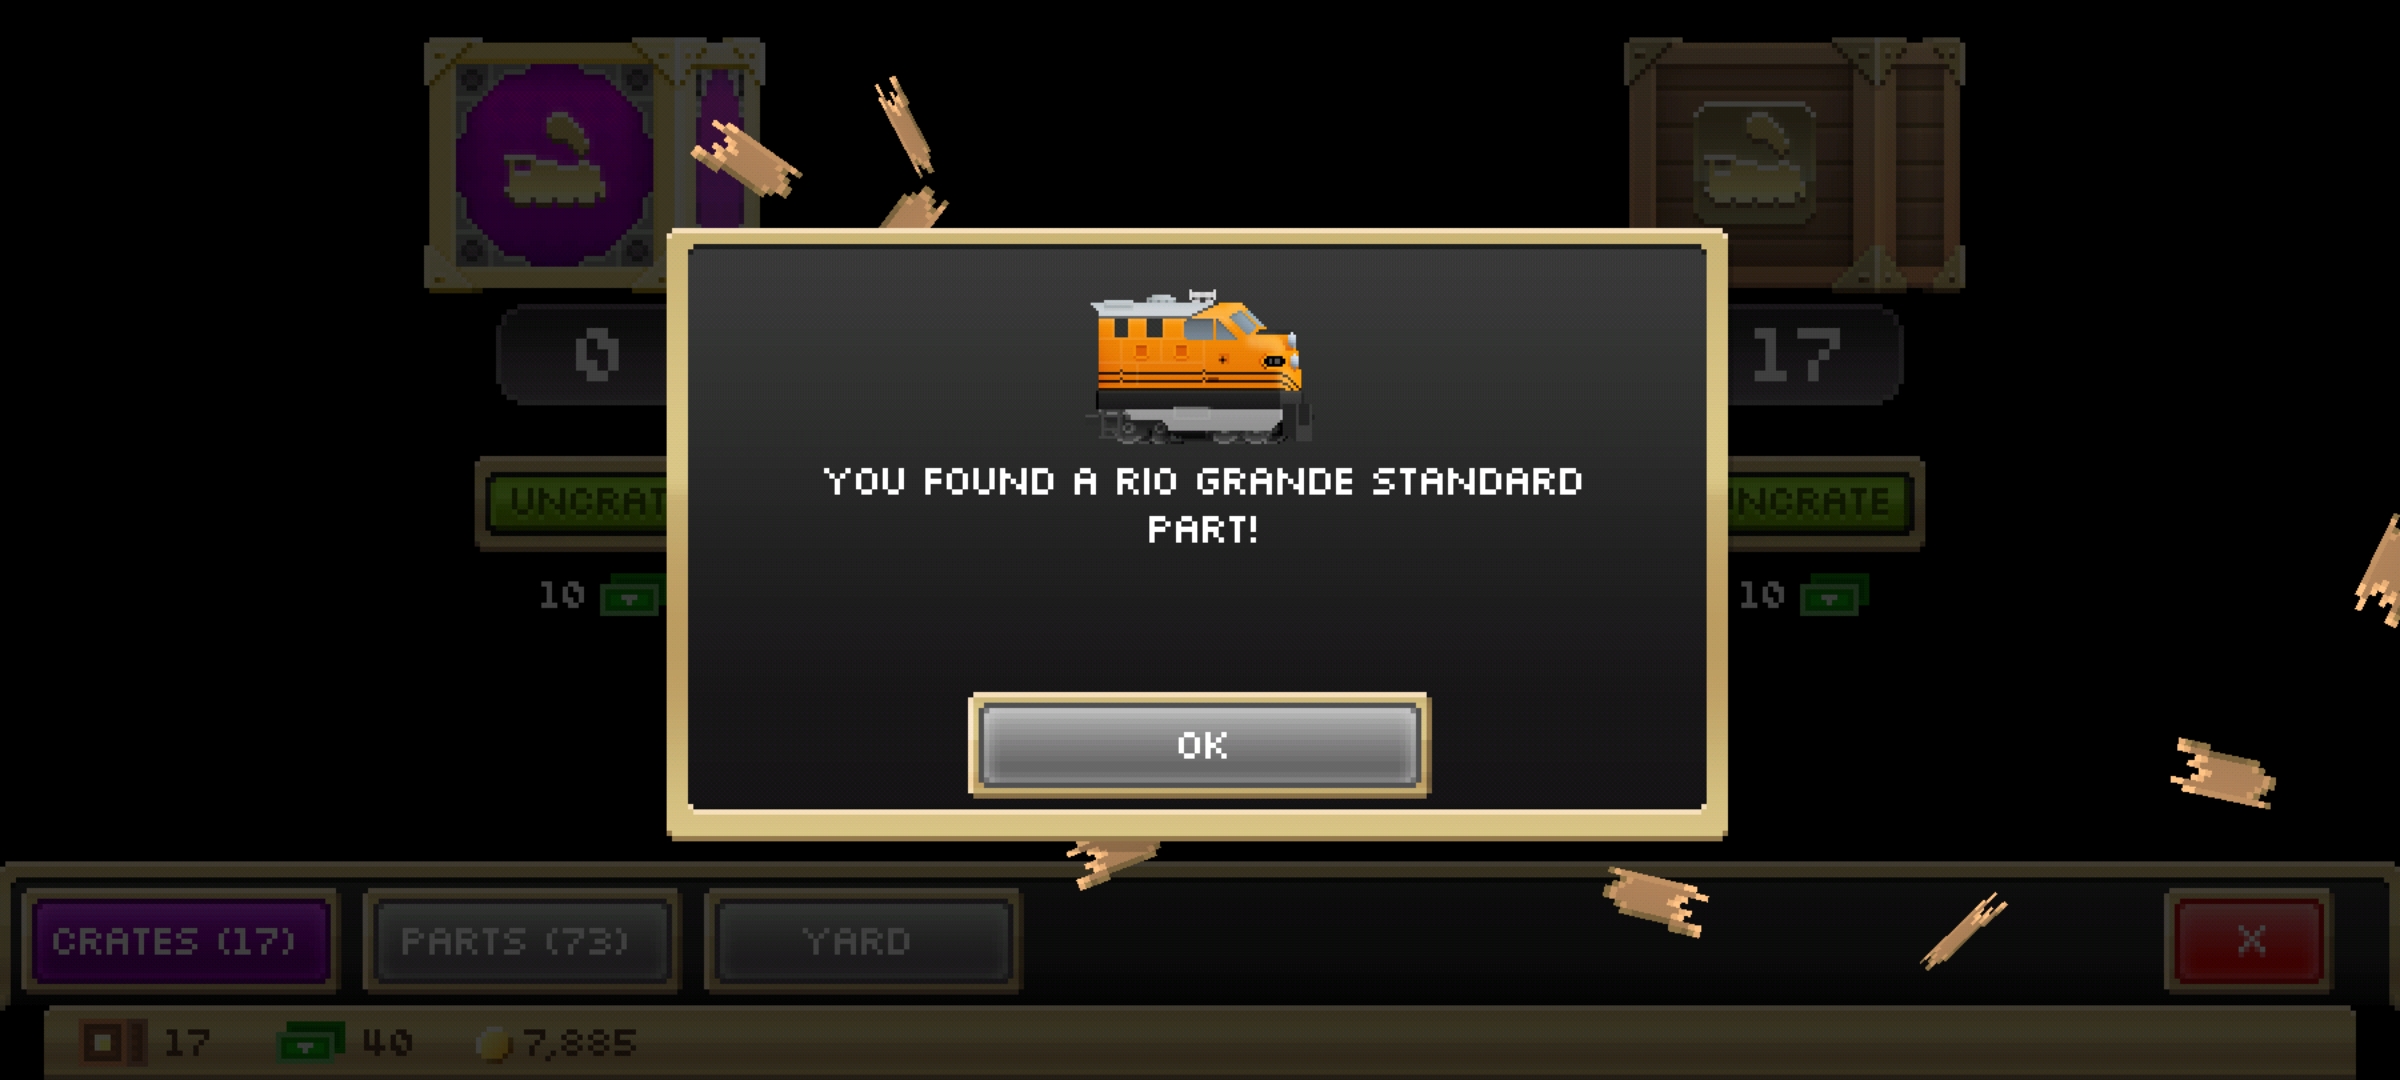 0
17
UNCRAT
NCRATE
10
10
YOU FOUND A RIO GRANDE STANDARD
PART!
OK
CRATES (17)
PARTS (73)
YARD
X
17
40
7,885